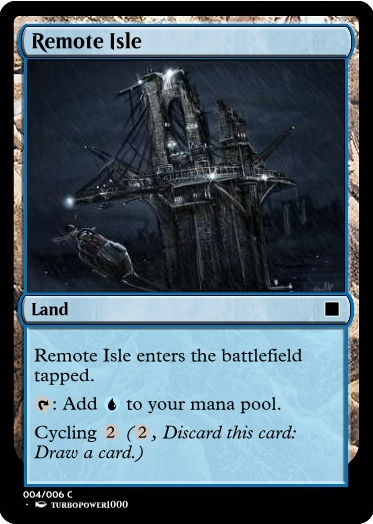 Remote Isle
Land
Remote Isle enters the battlefield
tapped.
: Add to your mana pool.
Cycling 2 (2, Discard this card:
Draw a card.)
004/006 C
· TURBOPOWER1000